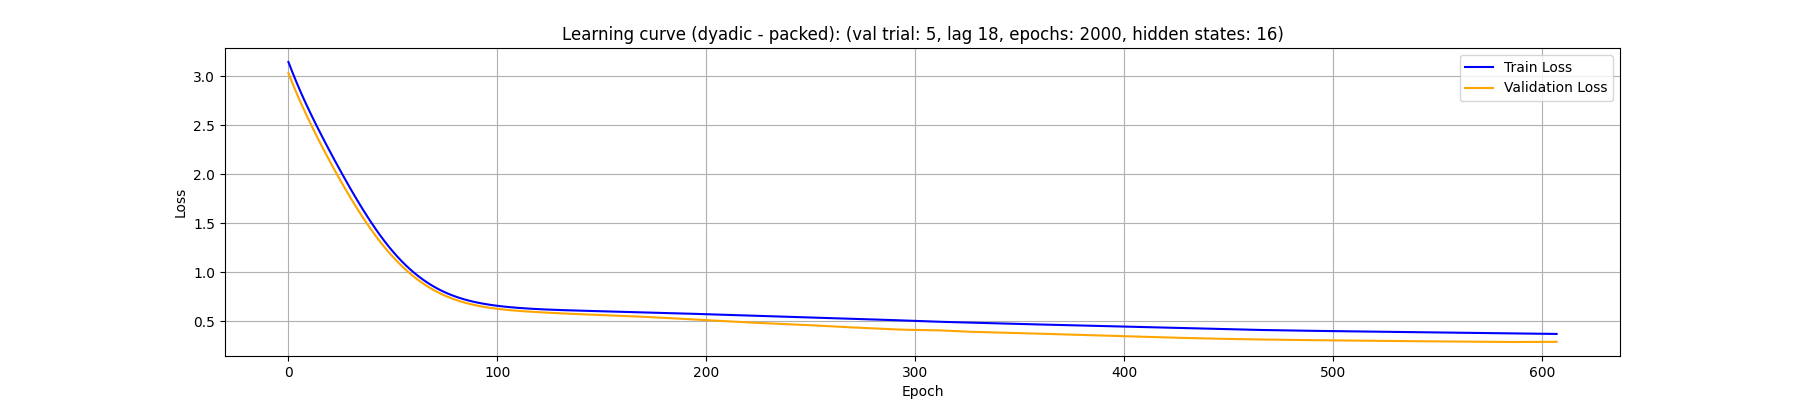 Learning curve (dyadic - packed): (val trial: 5, lag 18, epochs: 2000, hidden states: 16)
Train Loss
Validation Loss
Loss
3.0
2.5
2.0
1.5
1.0
0.5
0 100 200 300 400 500 600
Epoch